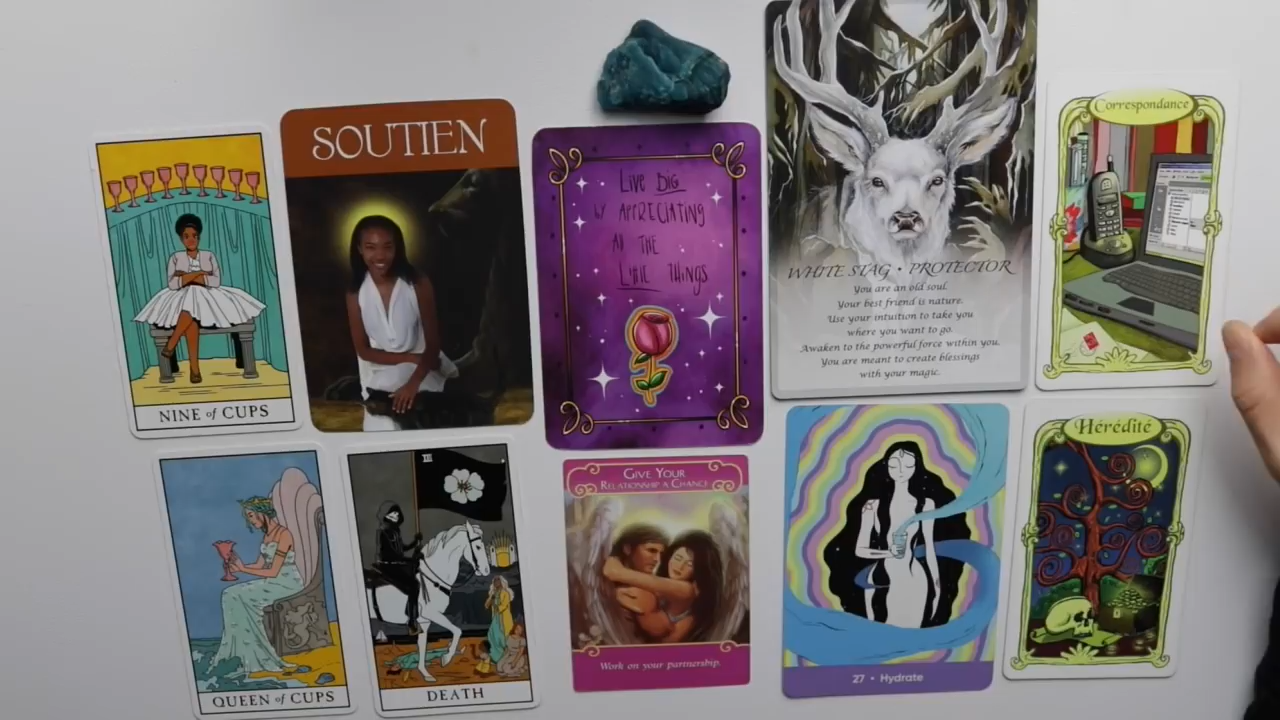 NINE of CUPS
SOUTIEN
Live BIG
by APPRECIATING
All THE
Little THINGS
WHITE STAG • PROTECTOR
You are an old soul.
Your best friend is nature.
Use your intuition to take you
where you want to go.
Awaken to the powerful force within you.
You are meant to create blessings
with your magic.
Correspondance
QUEEN of CUPS
XIII
DEATH
GIVE YOUR
RELATIONSHIP A CHANCE
Work on your partnership.
27 • Hydrate
Hérédité